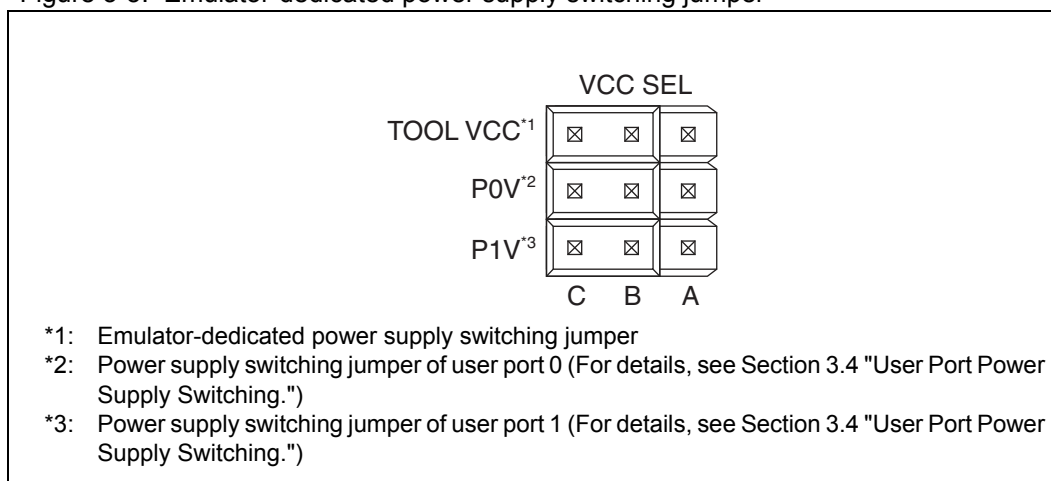 Figure 3-3. Emulator-dedicated power supply switching jumper
VCC SEL
TOOL VCC*1
P0V*2
P1V*3
C B A
*1: Emulator-dedicated power supply switching jumper
*2: Power supply switching jumper of user port 0 (For details, see Section 3.4 "User Port Power
Supply Switching.")
*3: Power supply switching jumper of user port 1 (For details, see Section 3.4 "User Port Power
Supply Switching.")